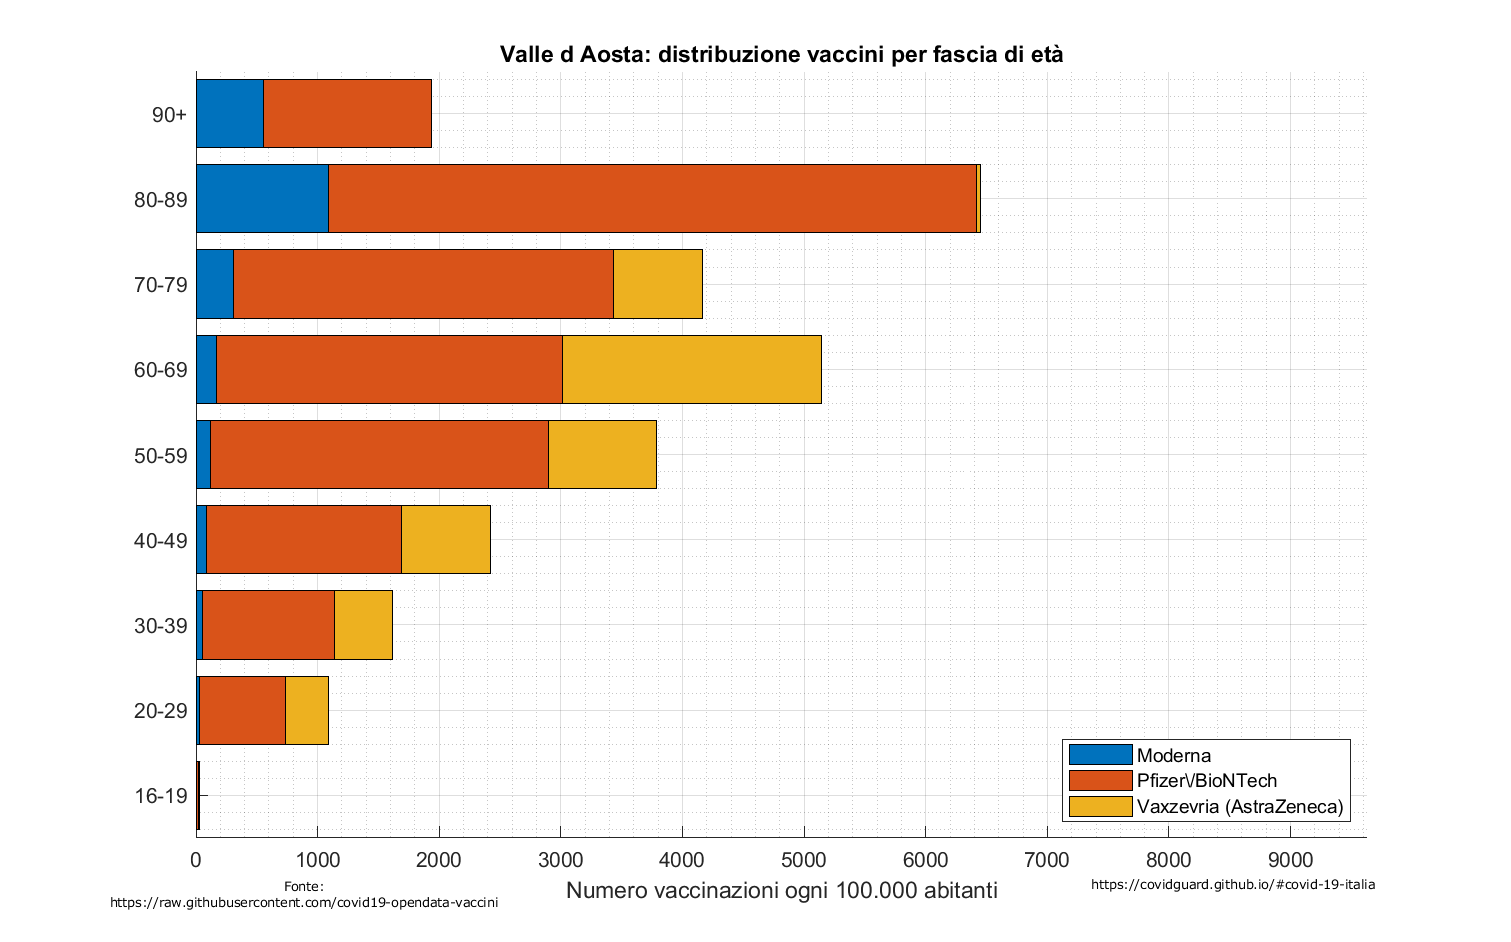 Valle d Aosta: distribuzione vaccini per fascia di età
90+
80-89
70-79
60-69
50-59
40-49
30-39
20-29
16-19
Moderna
Pfizer\/BioNTech
Vaxzevria (AstraZeneca)
0 1000 2000 3000 4000 5000 6000 7000 8000 9000
Numero vaccinazioni ogni 100.000 abitanti
Fonte:
https://raw.githubusercontent.com/covid19-opendata-vaccini
https://covidguard.github.io/#covid-19-italia